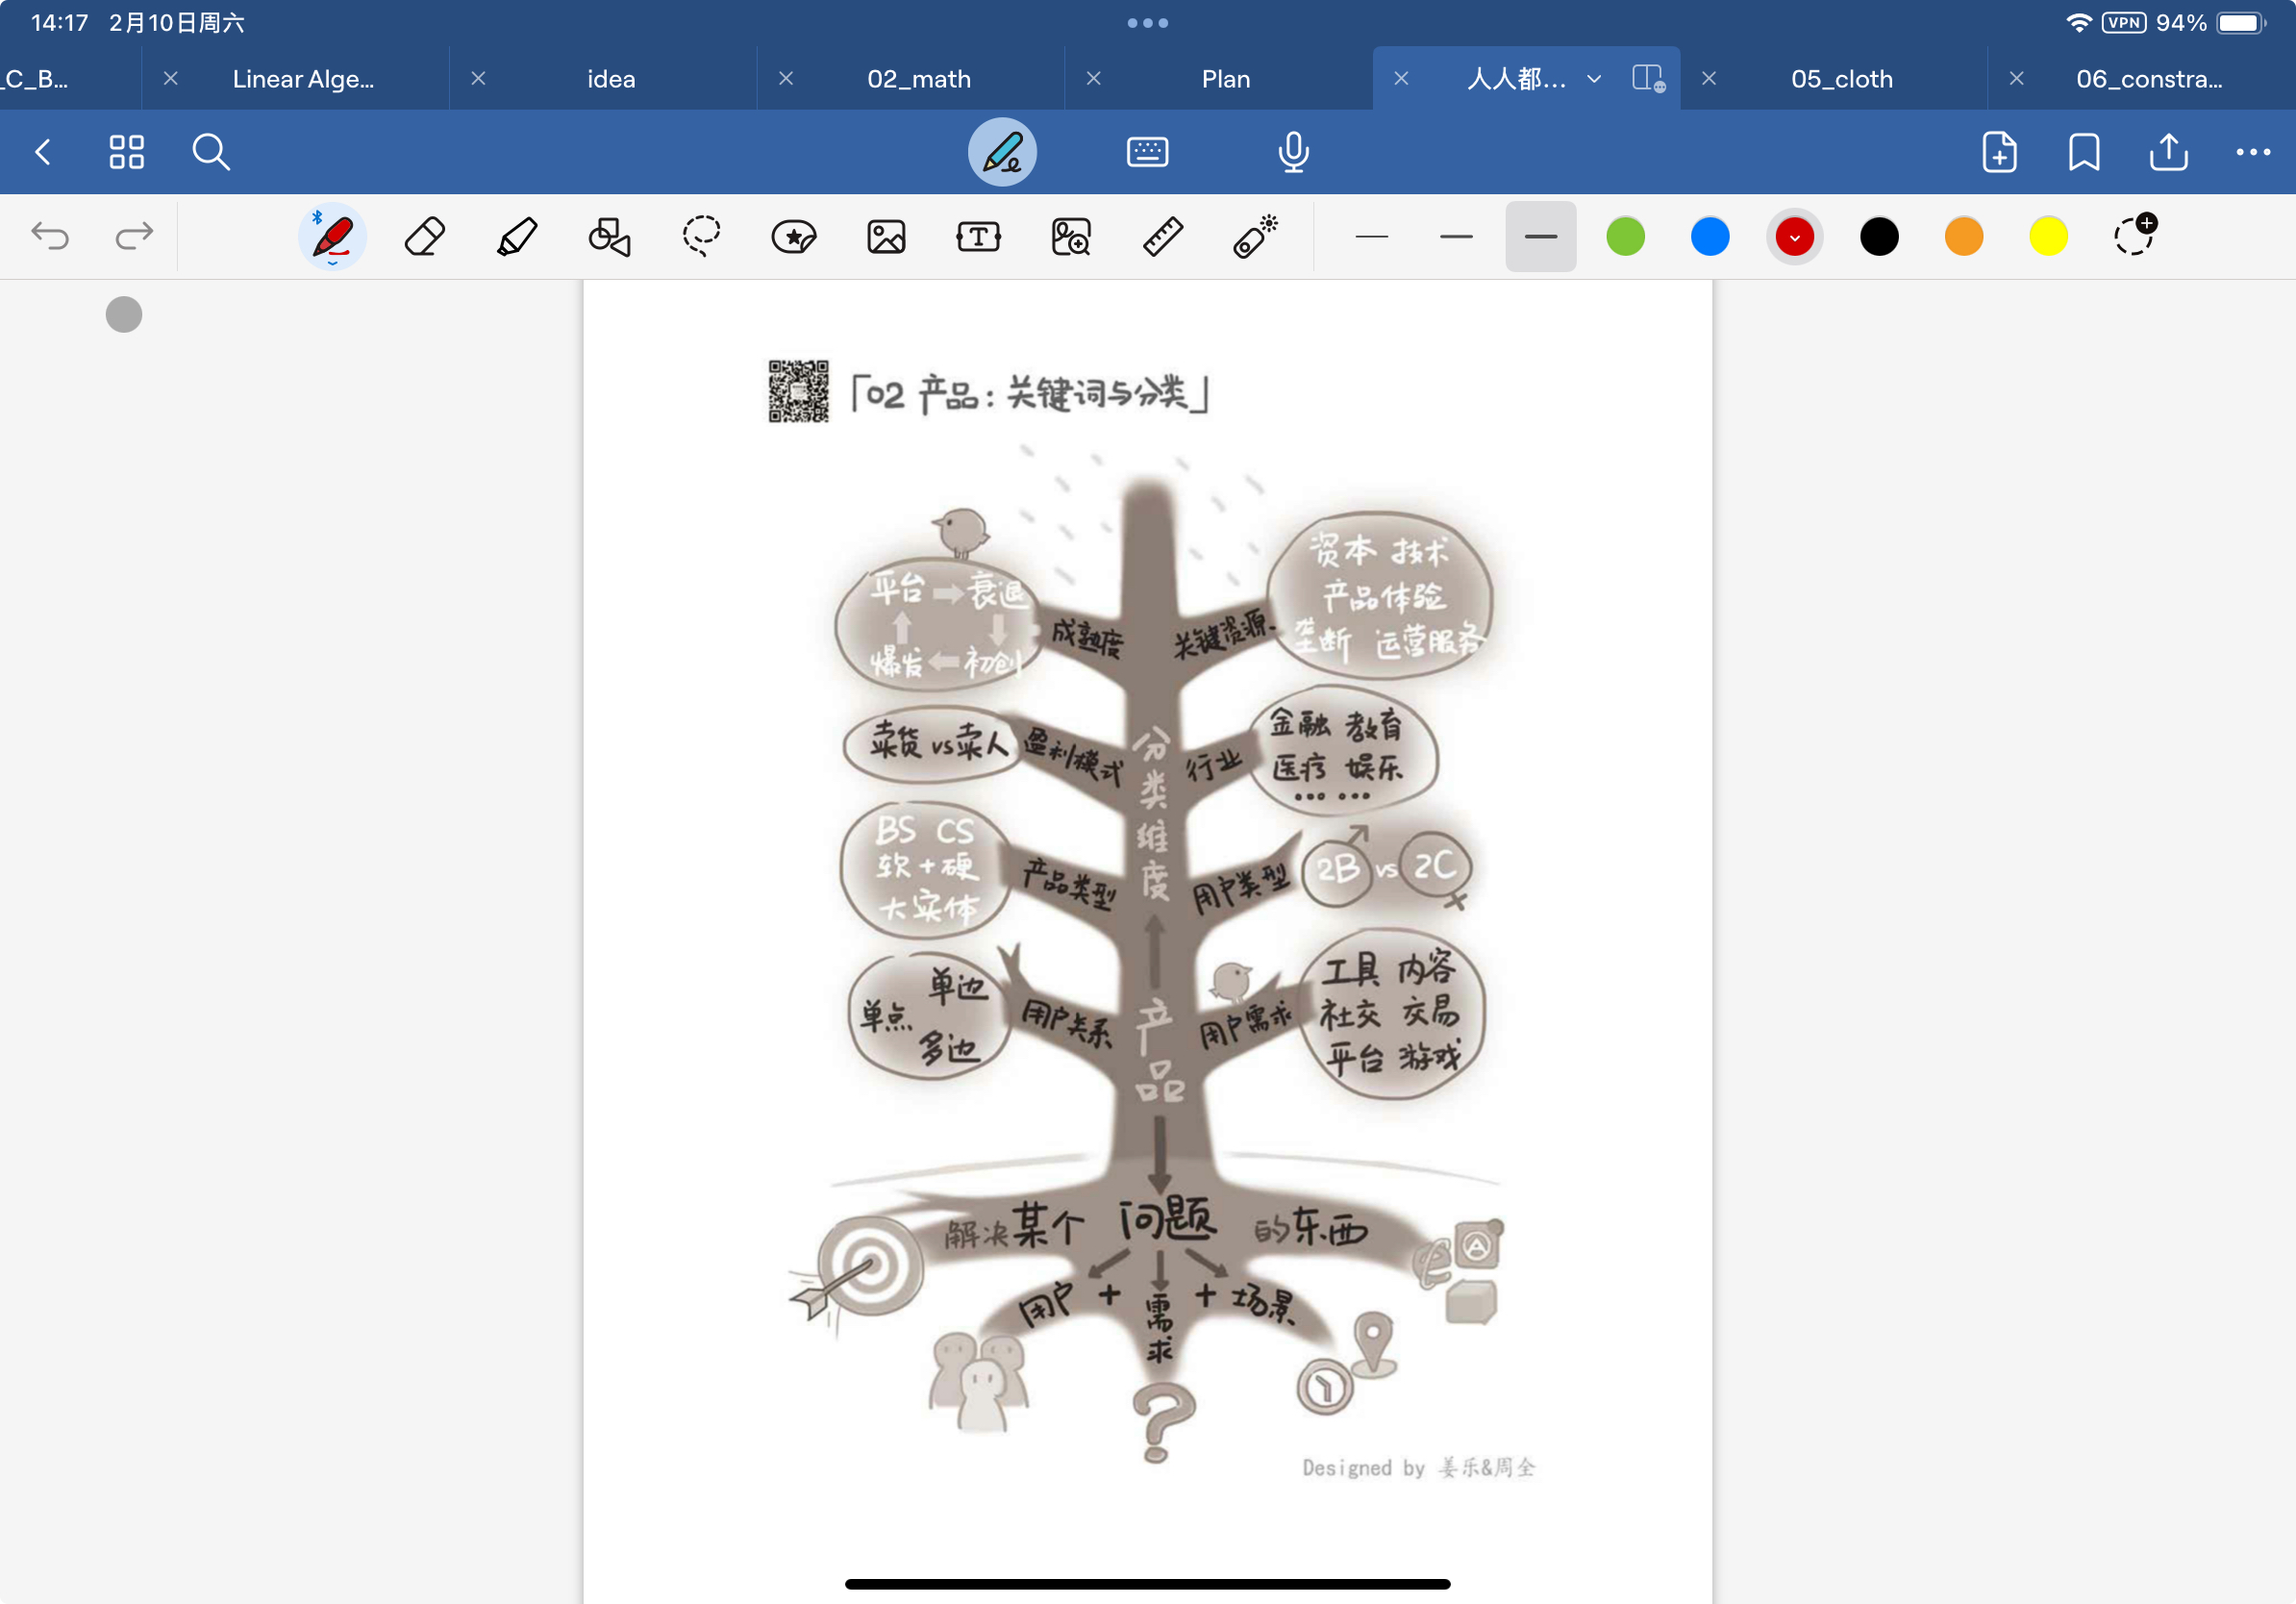 14:17 2月10日周六
VPN 94%
_C_B...
Linear Alge...
idea
02_math
Plan
人人都...
05_cloth
06_constra...
「02 产品：关键词与分类」
平台 衰退
爆发 初创
成熟度
关键资源
资本 技术
产品体验
垄断 运营服务
卖货 vs 卖人
盈利模式
行业
金融 教育
医疗 娱乐
... ...
BS CS
软+硬
大实体
产品类型
用户类型
2B vs 2C
单边
单点
多边
用户关系
用户需求
工具 内容
社交 交易
平台 游戏
分类维度
产品
解决某个 问题 的东西
用户 + 需求 + 场景
Designed by 姜乐&周全